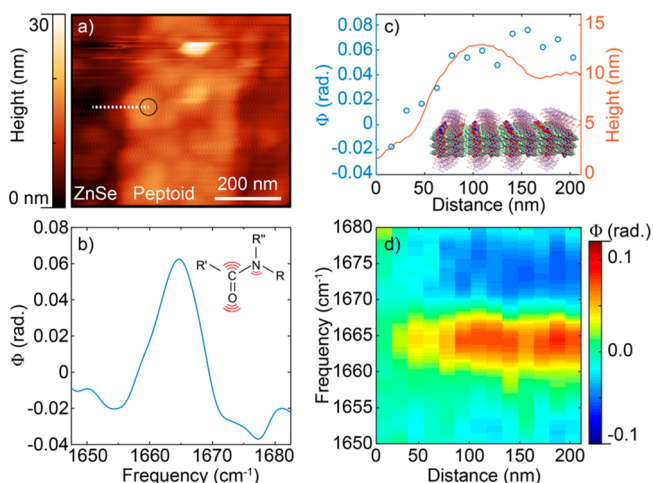 a)
30
Height (nm)
0 nm
ZnSe Peptoid
200 nm
c)
0.08
0.06
0.04
0.02
0
-0.02
-0.04
Φ (rad.)
15
10
5
0
Height (nm)
0 50 100 150 200
Distance (nm)
b)
0.08
0.06
0.04
0.02
0
-0.02
-0.04
Φ (rad.)
R'
C
O
N
R"
R
1650 1660 1670 1680
Frequency (cm-1)
d)
1680
1670
1660
1650
Frequency (cm-1)
0 50 100 150 200
Distance (nm)
Φ (rad.)
0.1
0.0
-0.1